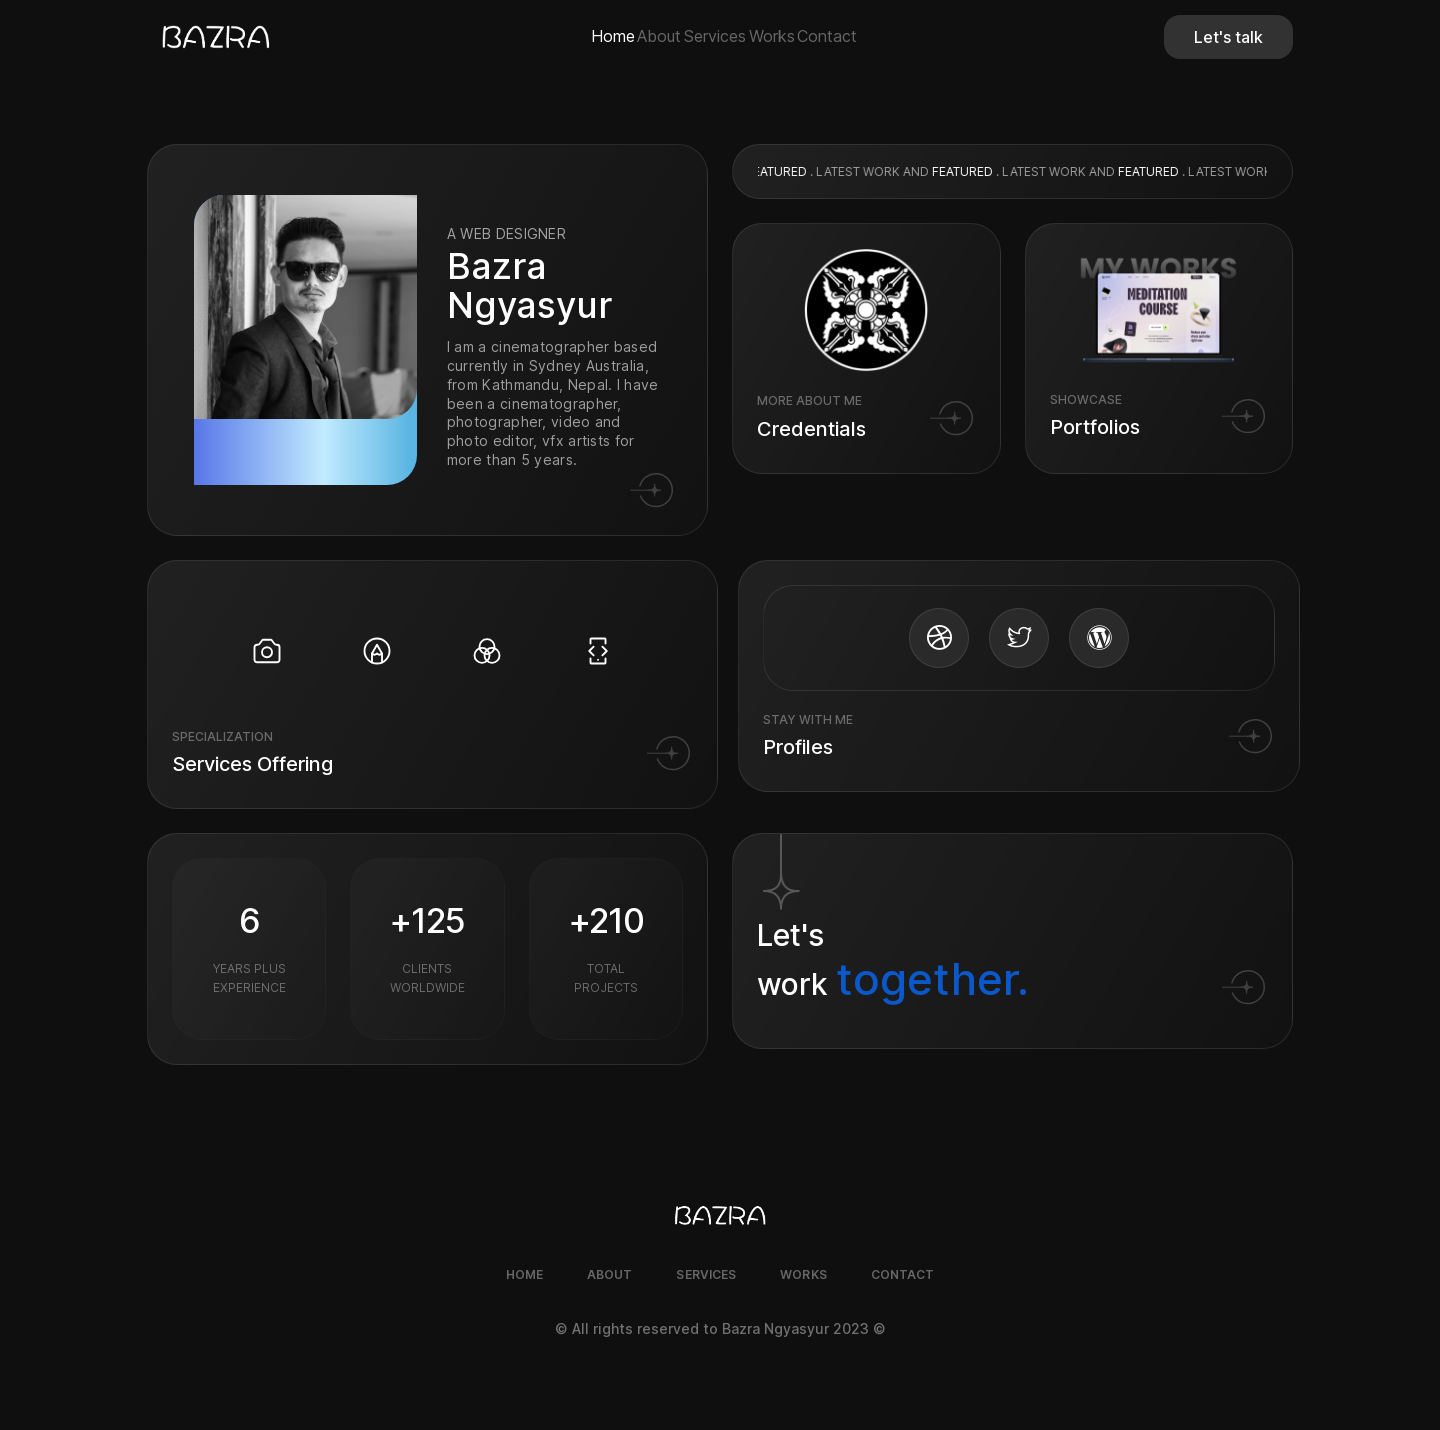 BAZRA
Home About Services Works Contact
Let's talk
EATURED . LATEST WORK AND FEATURED . LATEST WORK AND FEATURED . LATEST WORK
A WEB DESIGNER
Bazra
Ngyasyur
I am a cinematographer based
currently in Sydney Australia,
from Kathmandu, Nepal. I have
been a cinematographer,
photographer, video and
photo editor, vfx artists for
more than 5 years.
MORE ABOUT ME
Credentials
MY WORKS
MEDITATION
COURSE
SHOWCASE
Portfolios
SPECIALIZATION
Services Offering
STAY WITH ME
Profiles
6
YEARS PLUS
EXPERIENCE
+125
CLIENTS
WORLDWIDE
+210
TOTAL
PROJECTS
Let's
work together.
BAZRA
HOME ABOUT SERVICES WORKS CONTACT
© All rights reserved to Bazra Ngyasyur 2023 ©